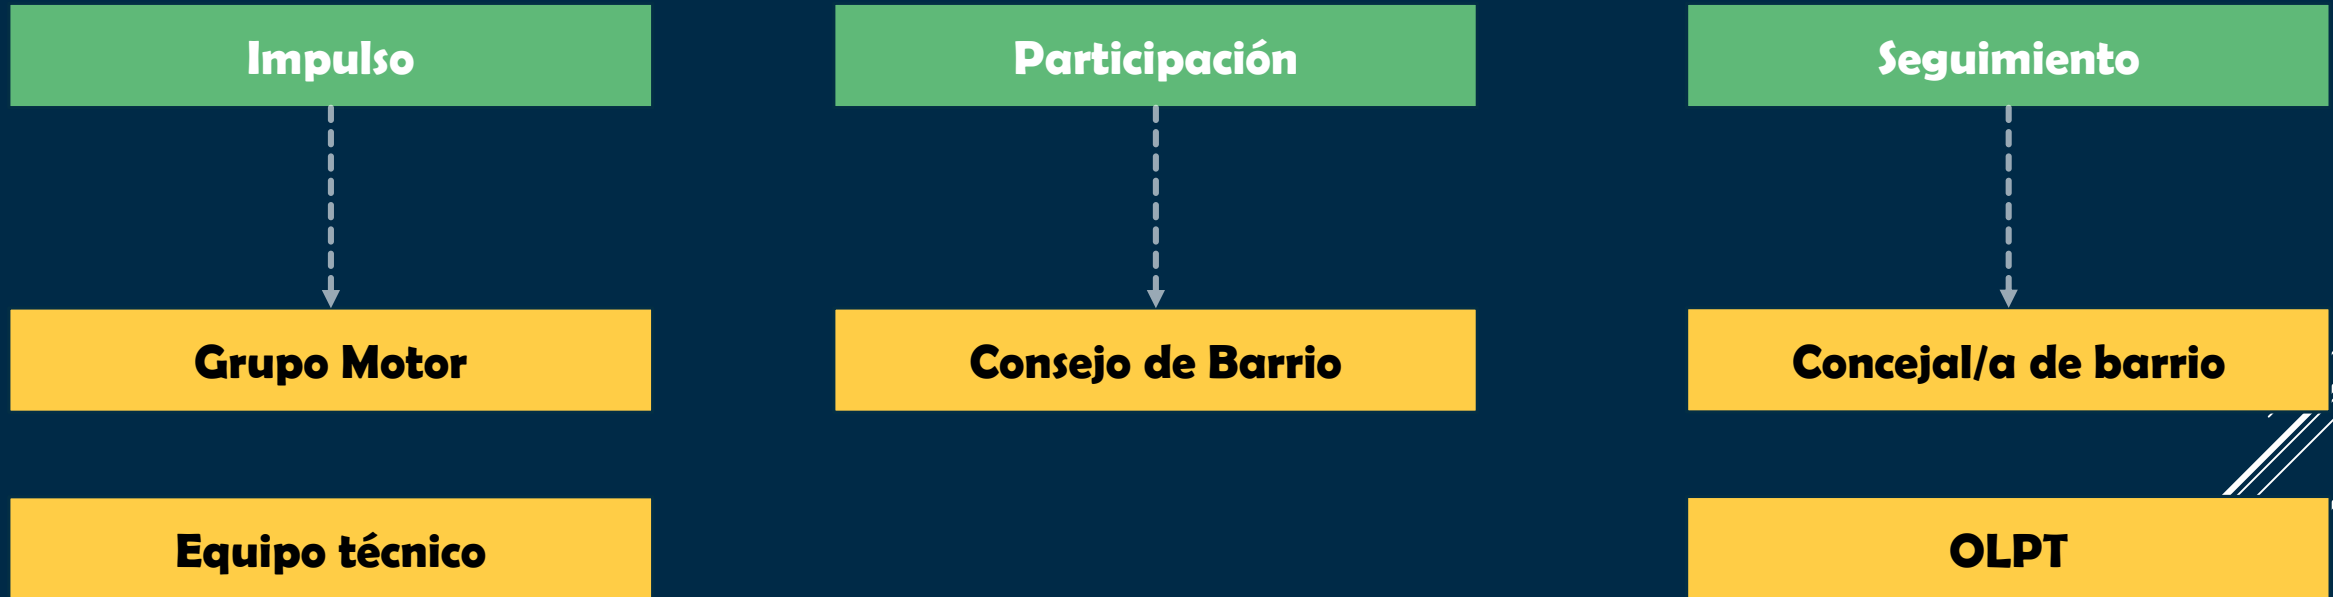 Impulso
Participación
Seguimiento
Grupo Motor
Consejo de Barrio
Concejal/a de barrio
Equipo técnico
OLPT